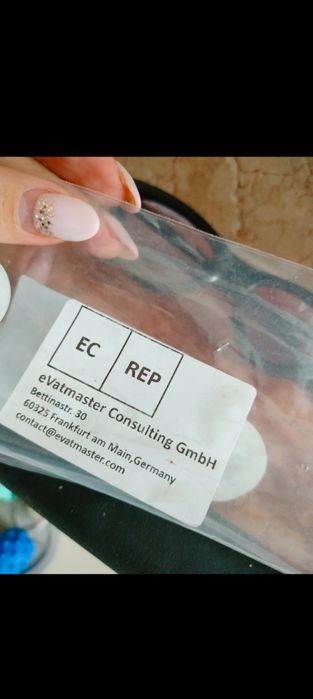 EC REP
eVatmaster Consulting GmbH
Bettinastr. 30
60325 Frankfurt am Main,Germany
contact@evatmaster.com